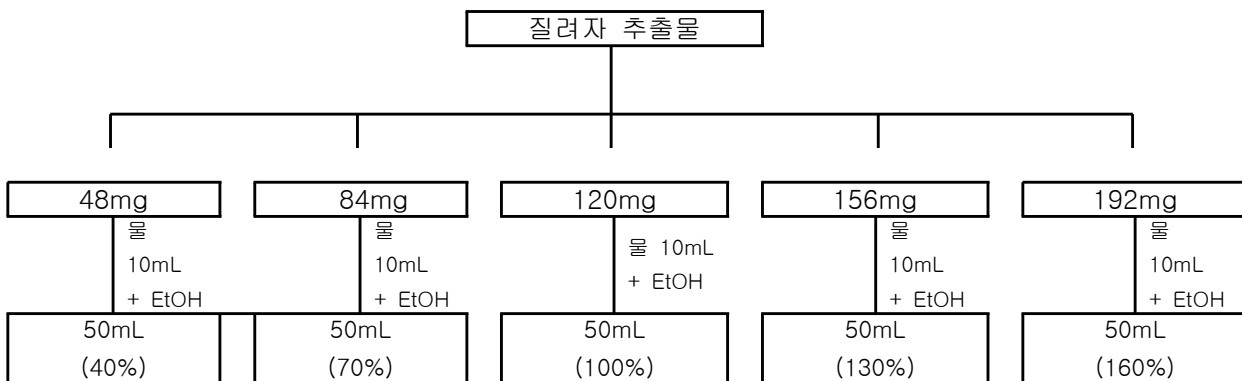 질려자 추출물
48mg
84mg
120mg
156mg
192mg
물
10mL
+ EtOH
물
10mL
+ EtOH
물 10mL
+ EtOH
물
10mL
+ EtOH
물
10mL
+ EtOH
50mL
(40%)
50mL
(70%)
50mL
(100%)
50mL
(130%)
50mL
(160%)